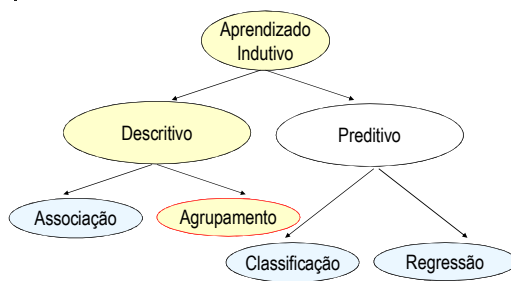 Aprendizado
Indutivo
Descritivo
Preditivo
Associação
Agrupamento
Classificação
Regressão